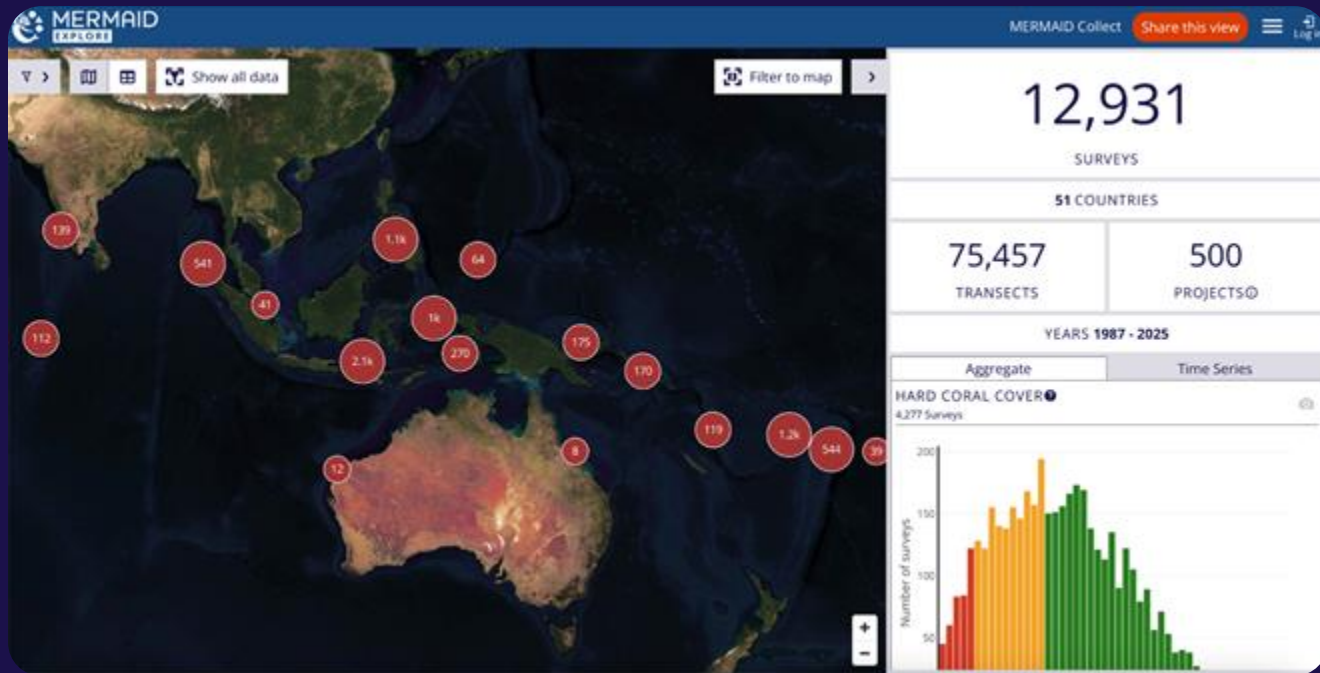 MERMAID
EXPLORE
MERMAID Collect
Share this view
Log in
Show all data
Filter to map
139
541
41
112
1.1k
64
1k
2.1k
270
175
170
119
1.2k
544
39
12
8
12,931
SURVEYS
51 COUNTRIES
75,457
TRANSECTS
500
PROJECTS
YEARS 1987 - 2025
Aggregate
Time Series
HARD CORAL COVER
4,277 Surveys
Number of surveys
200
150
100
50